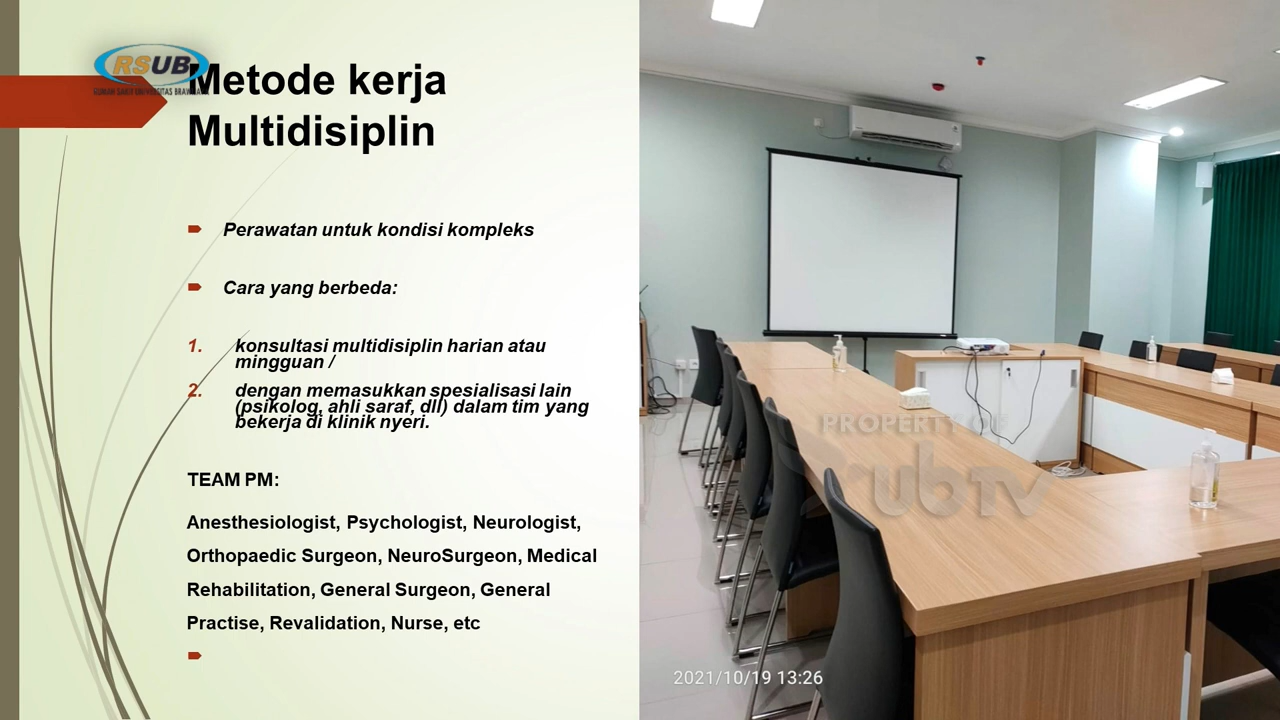 RSUB
Metode kerja
Multidisiplin
Perawatan untuk kondisi kompleks
Cara yang berbeda:
1. konsultasi multidisiplin harian atau
mingguan /
2. dengan memasukkan spesialisasi lain
(psikolog, ahli saraf, dll) dalam tim yang
bekerja di klinik nyeri.
TEAM PM:
Anesthesiologist, Psychologist, Neurologist,
Orthopaedic Surgeon, NeuroSurgeon, Medical
Rehabilitation, General Surgeon, General
Practise, Revalidation, Nurse, etc
PROPERTY OF
rubTV
2021/10/19 13:26